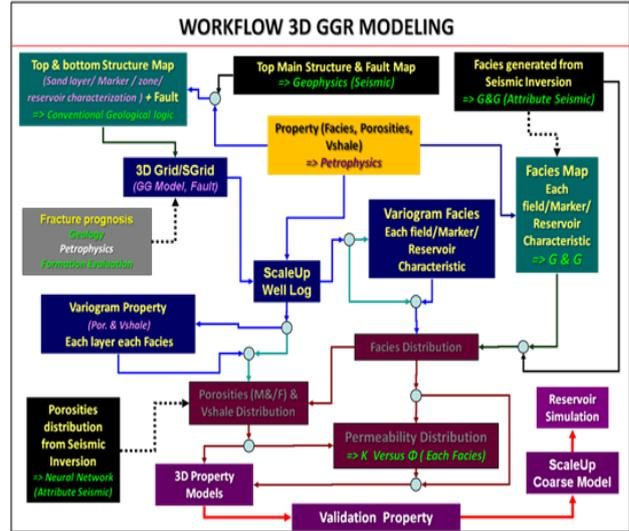 WORKFLOW 3D GGR MODELING
Top & bottom Structure Map
(Sand layer/ Marker / zone/
reservoir characterization ) + Fault
=> Conventional Geological logic
Top Main Structure & Fault Map
=> Geophysics (Seismic)
Facies generated from
Seismic Inversion
=> G&G (Attribute Seismic)
Property (Facies, Porosities,
Vshale)
=> Petrophysics
3D Grid/SGrid
(GG Model, Fault)
Facies Map
Each
field/Marker/
Reservoir
Characteristic
=> G & G
Fracture prognosis
Geology
Petrophysics
Formation Evaluation
Variogram Facies
Each field/Marker/
Reservoir
Characteristic
ScaleUp
Well Log
Variogram Property
(Por. & Vshale)
Each layer each Facies
Facies Distribution
Porosities (M&/F) &
Vshale Distribution
Porosities
distribution
from Seismic
Inversion
=> Neural Network
(Attribute Seismic)
Permeability Distribution
=> K Versus Φ ( Each Facies)
Reservoir
Simulation
3D Property
Models
ScaleUp
Coarse Model
Validation Property